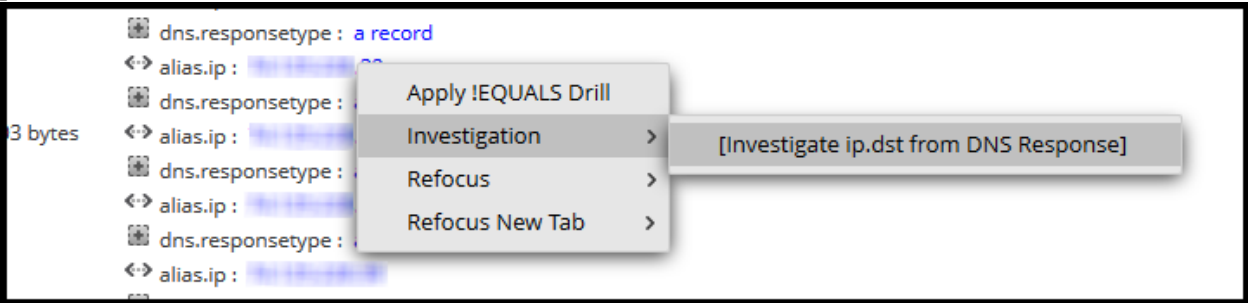 dns.responsetype : a record
alias.ip :
dns.responsetype :
alias.ip :
dns.responsetype :
alias.ip :
dns.responsetype :
alias.ip :
3 bytes
Apply !EQUALS Drill
Investigation
Refocus
Refocus New Tab
[Investigate ip.dst from DNS Response]